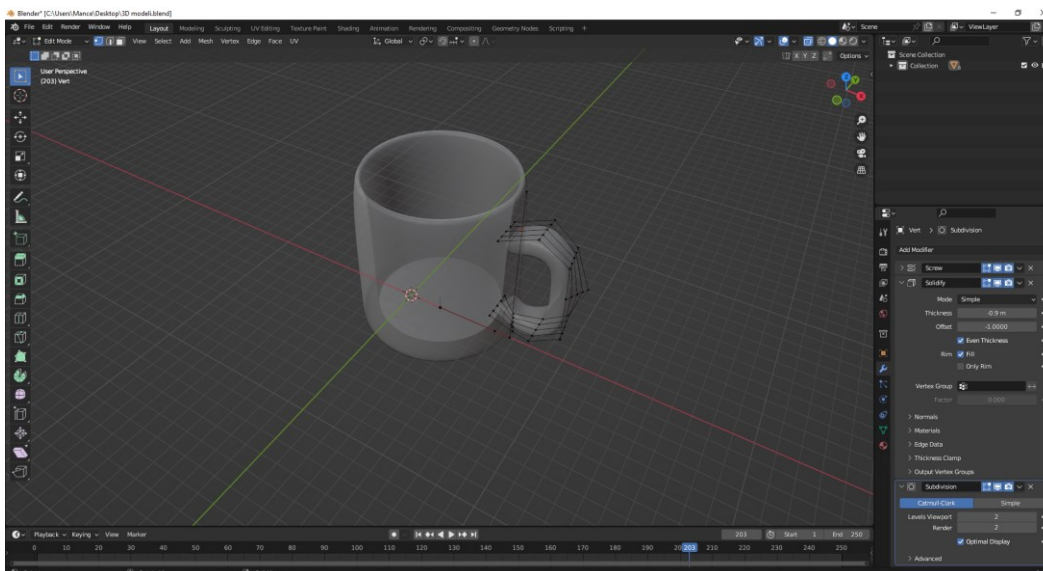 Blender* [C:\Users\Manca\Desktop\3D modeli.blend]
File Edit Render Window Help Layout Modeling Sculpting UV Editing Texture Paint Shading Animation Rendering Compositing Geometry Nodes Scripting + Scene ViewLayer
Edit Mode View Select Add Mesh Vertex Edge Face UV Global
X Y Z Options
User Perspective
(203) Vert
Scene Collection
Collection
Vert > Subdivision
Add Modifier
Screw
Solidify
Mode Simple
Thickness -0.9 m
Offset -1.0000
Even Thickness
Rim Fill
Only Rim
Vertex Group
Factor 0.000
Normals
Materials
Edge Data
Thickness Clamp
Output Vertex Groups
Subdivision
Catmull-Clark Simple
Levels Viewport 2
Render 2
Optimal Display
Advanced
Playback Keying View Marker 203 Start 1 End 250
0 10 20 30 40 50 60 70 80 90 100 110 120 130 140 150 160 170 180 190 203 210 220 230 240 250